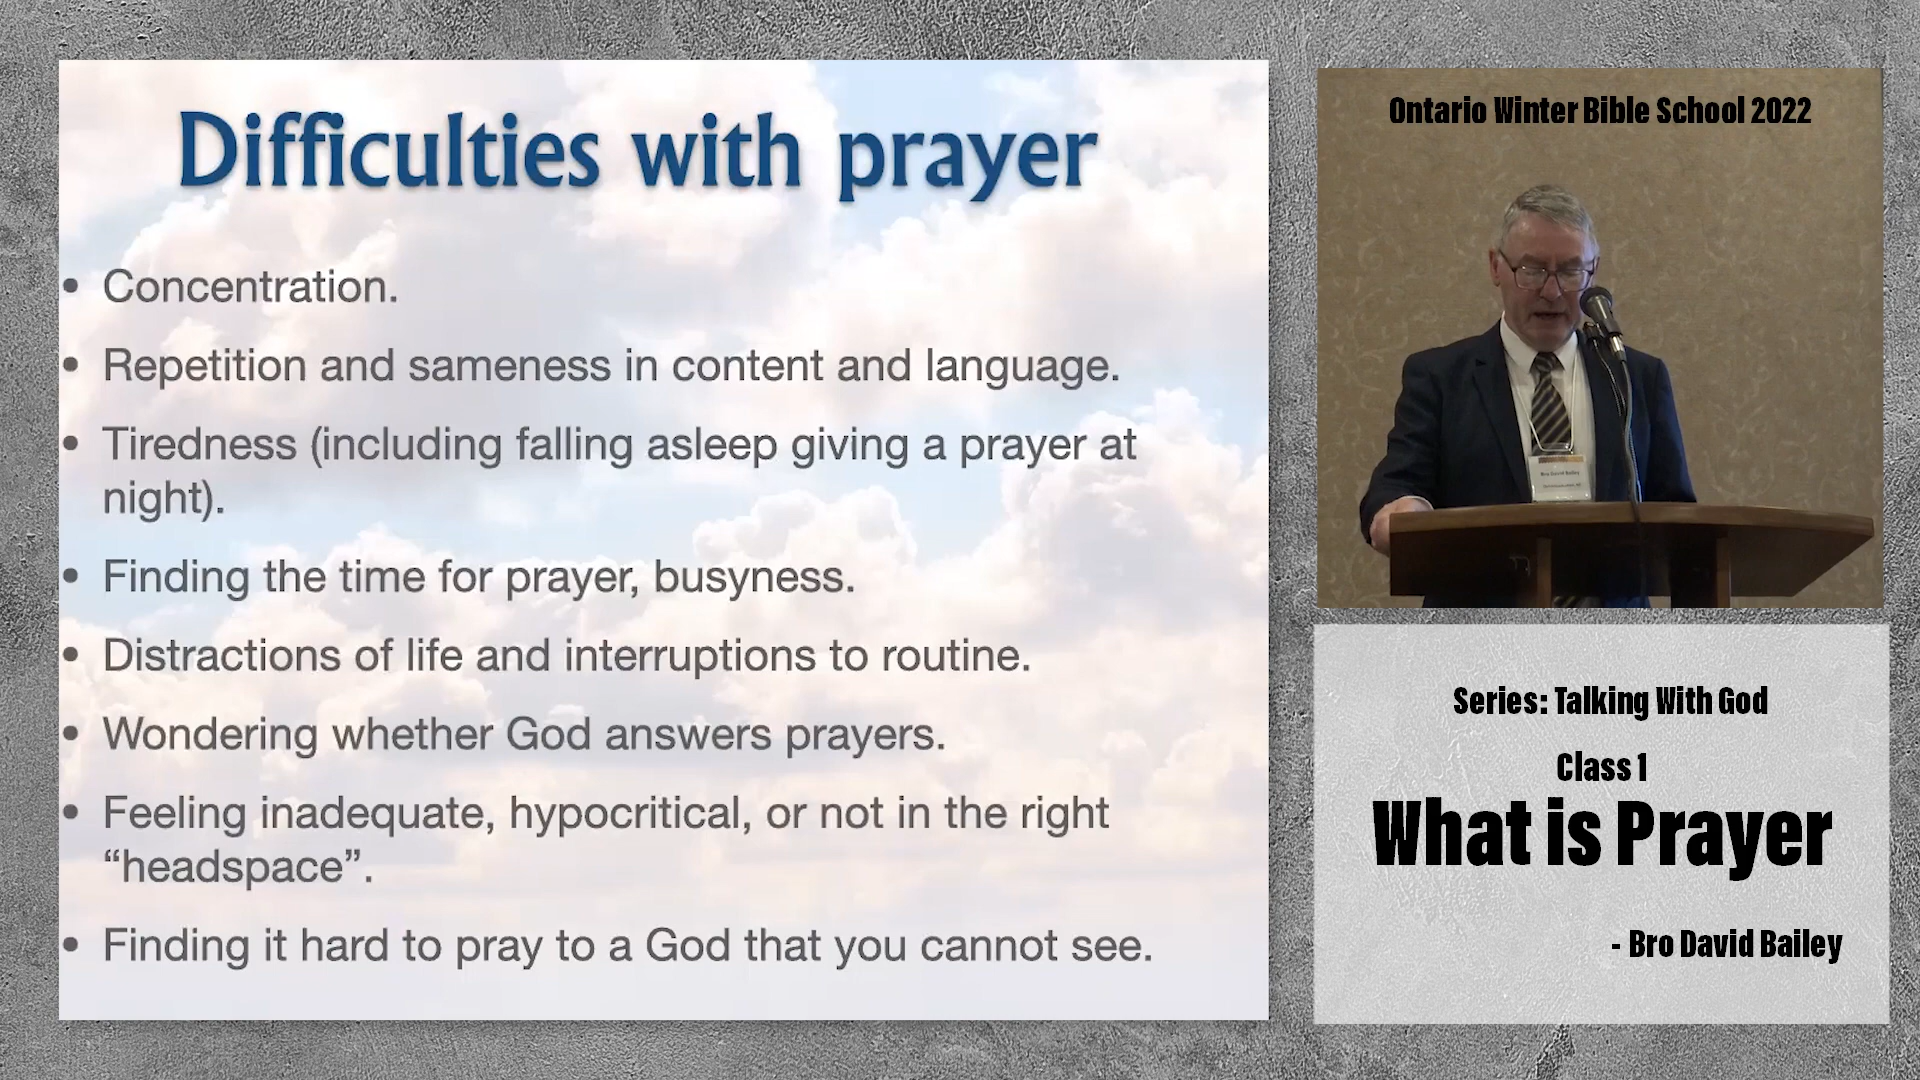 Difficulties with prayer
• Concentration.
• Repetition and sameness in content and language.
• Tiredness (including falling asleep giving a prayer at
night).
• Finding the time for prayer, busyness.
• Distractions of life and interruptions to routine.
• Wondering whether God answers prayers.
• Feeling inadequate, hypocritical, or not in the right
“headspace”.
• Finding it hard to pray to a God that you cannot see.
Ontario Winter Bible School 2022
Bro David Bailey
Series: Talking With God
Class 1
What is Prayer
- Bro David Bailey